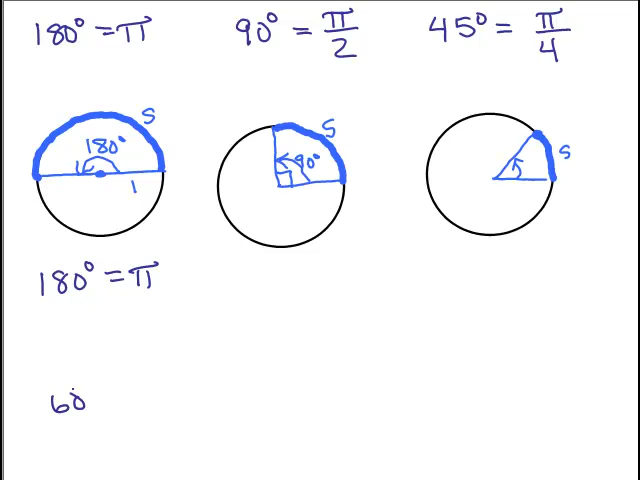 180° = π
90° = π/2
45° = π/4
S
180°
1
S
90°
S
180° = π
60